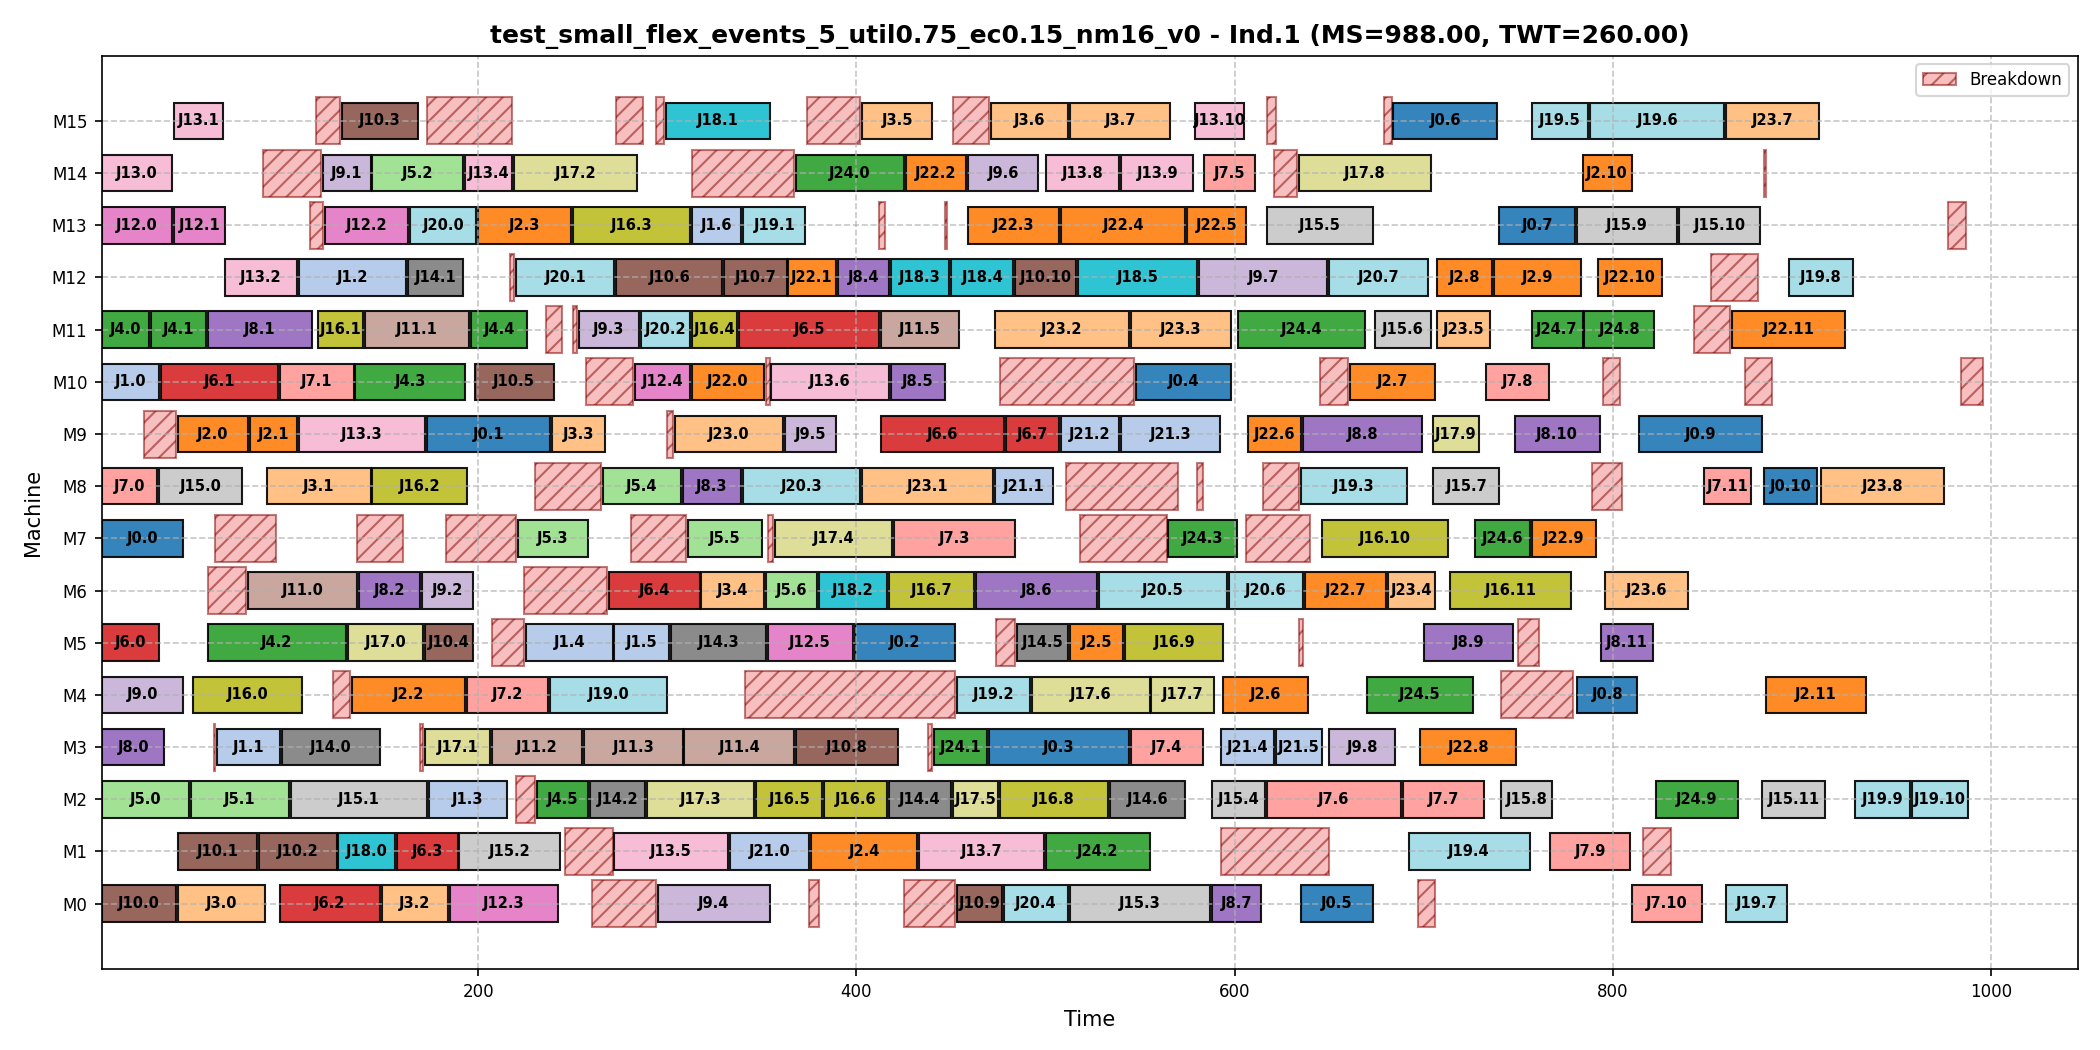 test_small_flex_events_5_util0.75_ec0.15_nm16_v0 - Ind.1 (MS=988.00, TWT=260.00)
Breakdown
M15 J13.1 J10.3 J18.1 J3.5 J3.6 J3.7 J13.10 J0.6 J19.5 J19.6 J23.7
M14 J13.0 J9.1 J5.2 J13.4 J17.2 J24.0 J22.2 J9.6 J13.8 J13.9 J7.5 J17.8 J2.10
M13 J12.0 J12.1 J12.2 J20.0 J2.3 J16.3 J1.6 J19.1 J22.3 J22.4 J22.5 J15.5 J0.7 J15.9 J15.10
M12 J13.2 J1.2 J14.1 J20.1 J10.6 J10.7 J22.1 J8.4 J18.3 J18.4 J10.10 J18.5 J9.7 J20.7 J2.8 J2.9 J22.10 J19.8
M11 J4.0 J4.1 J8.1 J16.1 J11.1 J4.4 J9.3 J20.2 J16.4 J6.5 J11.5 J23.2 J23.3 J24.4 J15.6 J23.5 J24.7 J24.8 J22.11
M10 J1.0 J6.1 J7.1 J4.3 J10.5 J12.4 J22.0 J13.6 J8.5 J0.4 J2.7 J7.8
M9 J2.0 J2.1 J13.3 J0.1 J3.3 J23.0 J9.5 J6.6 J6.7 J21.2 J21.3 J22.6 J8.8 J17.9 J8.10 J0.9
M8 J7.0 J15.0 J3.1 J16.2 J5.4 J8.3 J20.3 J23.1 J21.1 J19.3 J15.7 J7.11 J0.10 J23.8
M7 J0.0 J5.3 J5.5 J17.4 J7.3 J24.3 J16.10 J24.6 J22.9
M6 J11.0 J8.2 J9.2 J6.4 J3.4 J5.6 J18.2 J16.7 J8.6 J20.5 J20.6 J22.7 J23.4 J16.11 J23.6
M5 J6.0 J4.2 J17.0 J10.4 J1.4 J1.5 J14.3 J12.5 J0.2 J14.5 J2.5 J16.9 J8.9 J8.11
M4 J9.0 J16.0 J2.2 J7.2 J19.0 J19.2 J17.6 J17.7 J2.6 J24.5 J0.8 J2.11
M3 J8.0 J1.1 J14.0 J17.1 J11.2 J11.3 J11.4 J10.8 J24.1 J0.3 J7.4 J21.4 J21.5 J9.8 J22.8
M2 J5.0 J5.1 J15.1 J1.3 J4.5 J14.2 J17.3 J16.5 J16.6 J14.4 J17.5 J16.8 J14.6 J15.4 J7.6 J7.7 J15.8 J24.9 J15.11 J19.9 J19.10
M1 J10.1 J10.2 J18.0 J6.3 J15.2 J13.5 J21.0 J2.4 J13.7 J24.2 J19.4 J7.9
M0 J10.0 J3.0 J6.2 J3.2 J12.3 J9.4 J10.9 J20.4 J15.3 J8.7 J0.5 J7.10 J19.7
200 400 600 800 1000
Time
Machine